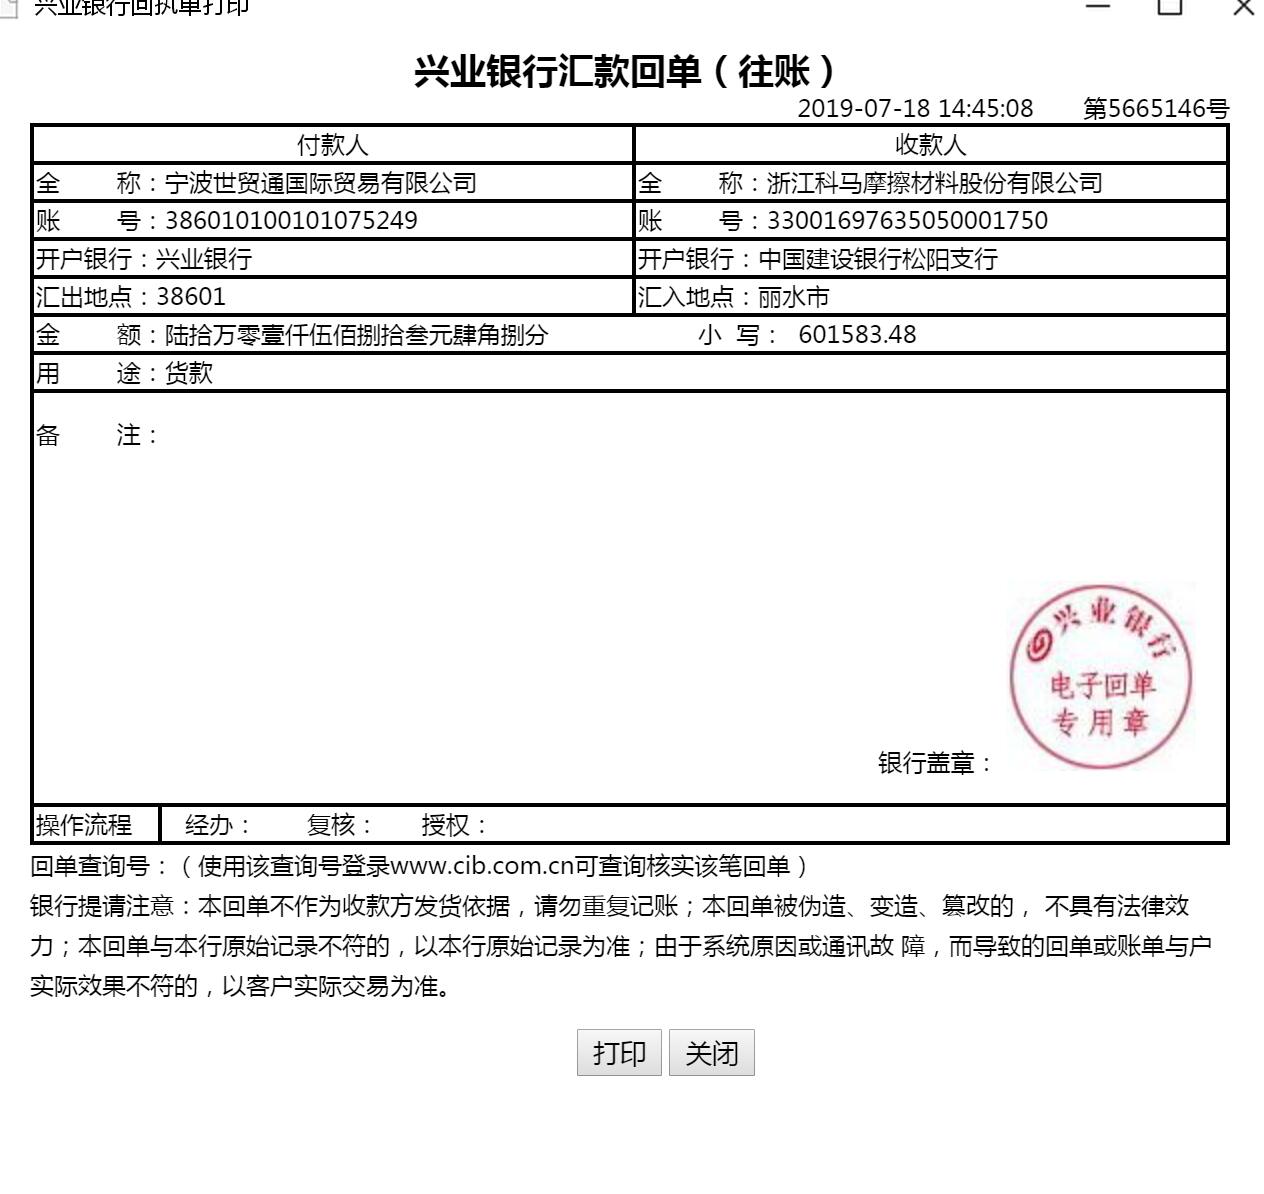 兴业银行回执单打印
兴业银行汇款回单（往账）
2019-07-18 14:45:08 第5665146号
付款人 收款人
全 称：宁波世贸通国际贸易有限公司 全 称：浙江科马摩擦材料股份有限公司
账 号：386010100101075249 账 号：33001697635050001750
开户银行：兴业银行 开户银行：中国建设银行松阳支行
汇出地点：38601 汇入地点：丽水市
金 额：陆拾万零壹仟伍佰捌拾叁元肆角捌分 小 写： 601583.48
用 途：货款
备 注：
兴业银行
电子回单
专用章
银行盖章：
操作流程 经办： 复核： 授权：
回单查询号：（使用该查询号登录www.cib.com.cn可查询核实该笔回单）
银行提请注意：本回单不作为收款方发货依据，请勿重复记账；本回单被伪造、变造、篡改的， 不具有法律效
力；本回单与本行原始记录不符的，以本行原始记录为准；由于系统原因或通讯故 障，而导致的回单或账单与户
实际效果不符的，以客户实际交易为准。
打印 关闭